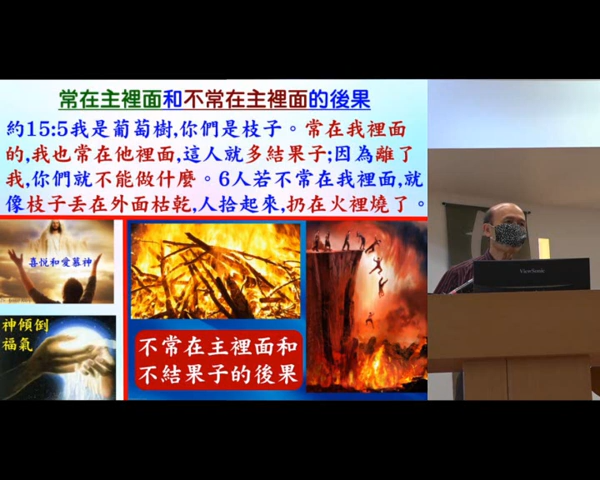 常在主裡面和不常在主裡面的後果
約15:5我是葡萄樹,你們是枝子。常在我裡面
的,我也常在他裡面,這人就多結果子;因為離了
我,你們就不能做什麼。6人若不常在我裡面,就
像枝子丟在外面枯乾,人拾起來,扔在火裡燒了。
喜悅和愛慕神
神傾倒
福氣
不常在主裡面和
不結果子的後果
ViewSonic